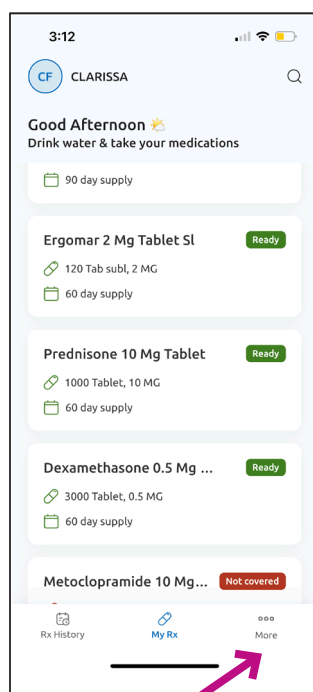 3:12
CF CLARISSA
Good Afternoon
Drink water & take your medications
90 day supply
Ergomar 2 Mg Tablet Sl Ready
120 Tab subl, 2 MG
60 day supply
Prednisone 10 Mg Tablet Ready
1000 Tablet, 10 MG
60 day supply
Dexamethasone 0.5 Mg ... Ready
3000 Tablet, 0.5 MG
60 day supply
Metoclopramide 10 Mg... Not covered
Rx History My Rx More